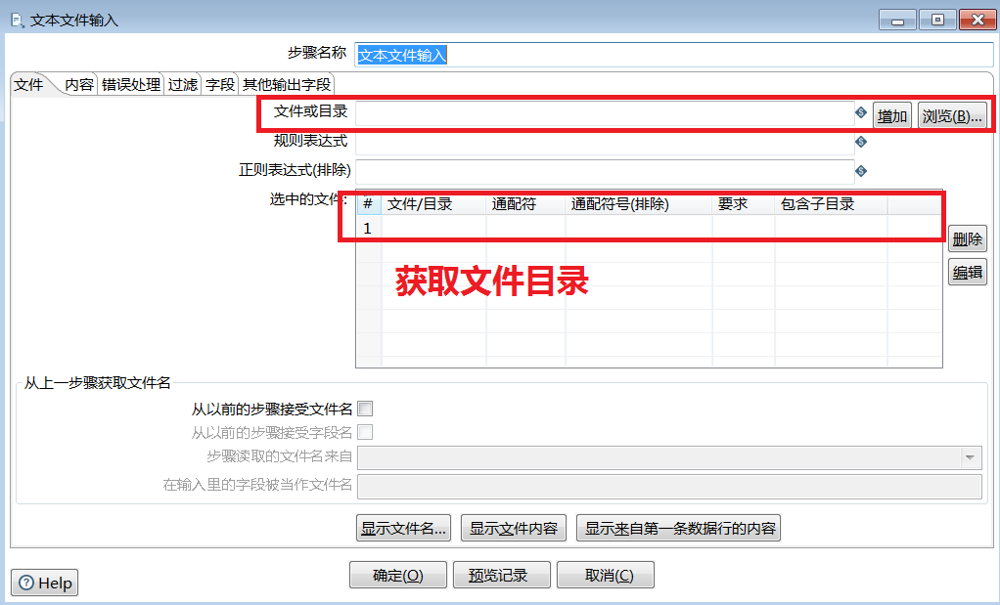 文本文件输入
步骤名称 文本文件输入
文件 内容 错误处理 过滤 字段 其他输出字段
文件或目录 增加 浏览(B)...
规则表达式
正则表达式(排除)
选中的文件: # 文件/目录 通配符 通配符号(排除) 要求 包含子目录
1
删除
获取文件目录
编辑
从上一步骤获取文件名
从以前的步骤接受文件名
从以前的步骤接受字段名
步骤读取的文件名来自
在输入里的字段被当作文件名
显示文件名... 显示文件内容 显示来自第一条数据行的内容
确定(O) 预览记录 取消(C)
Help